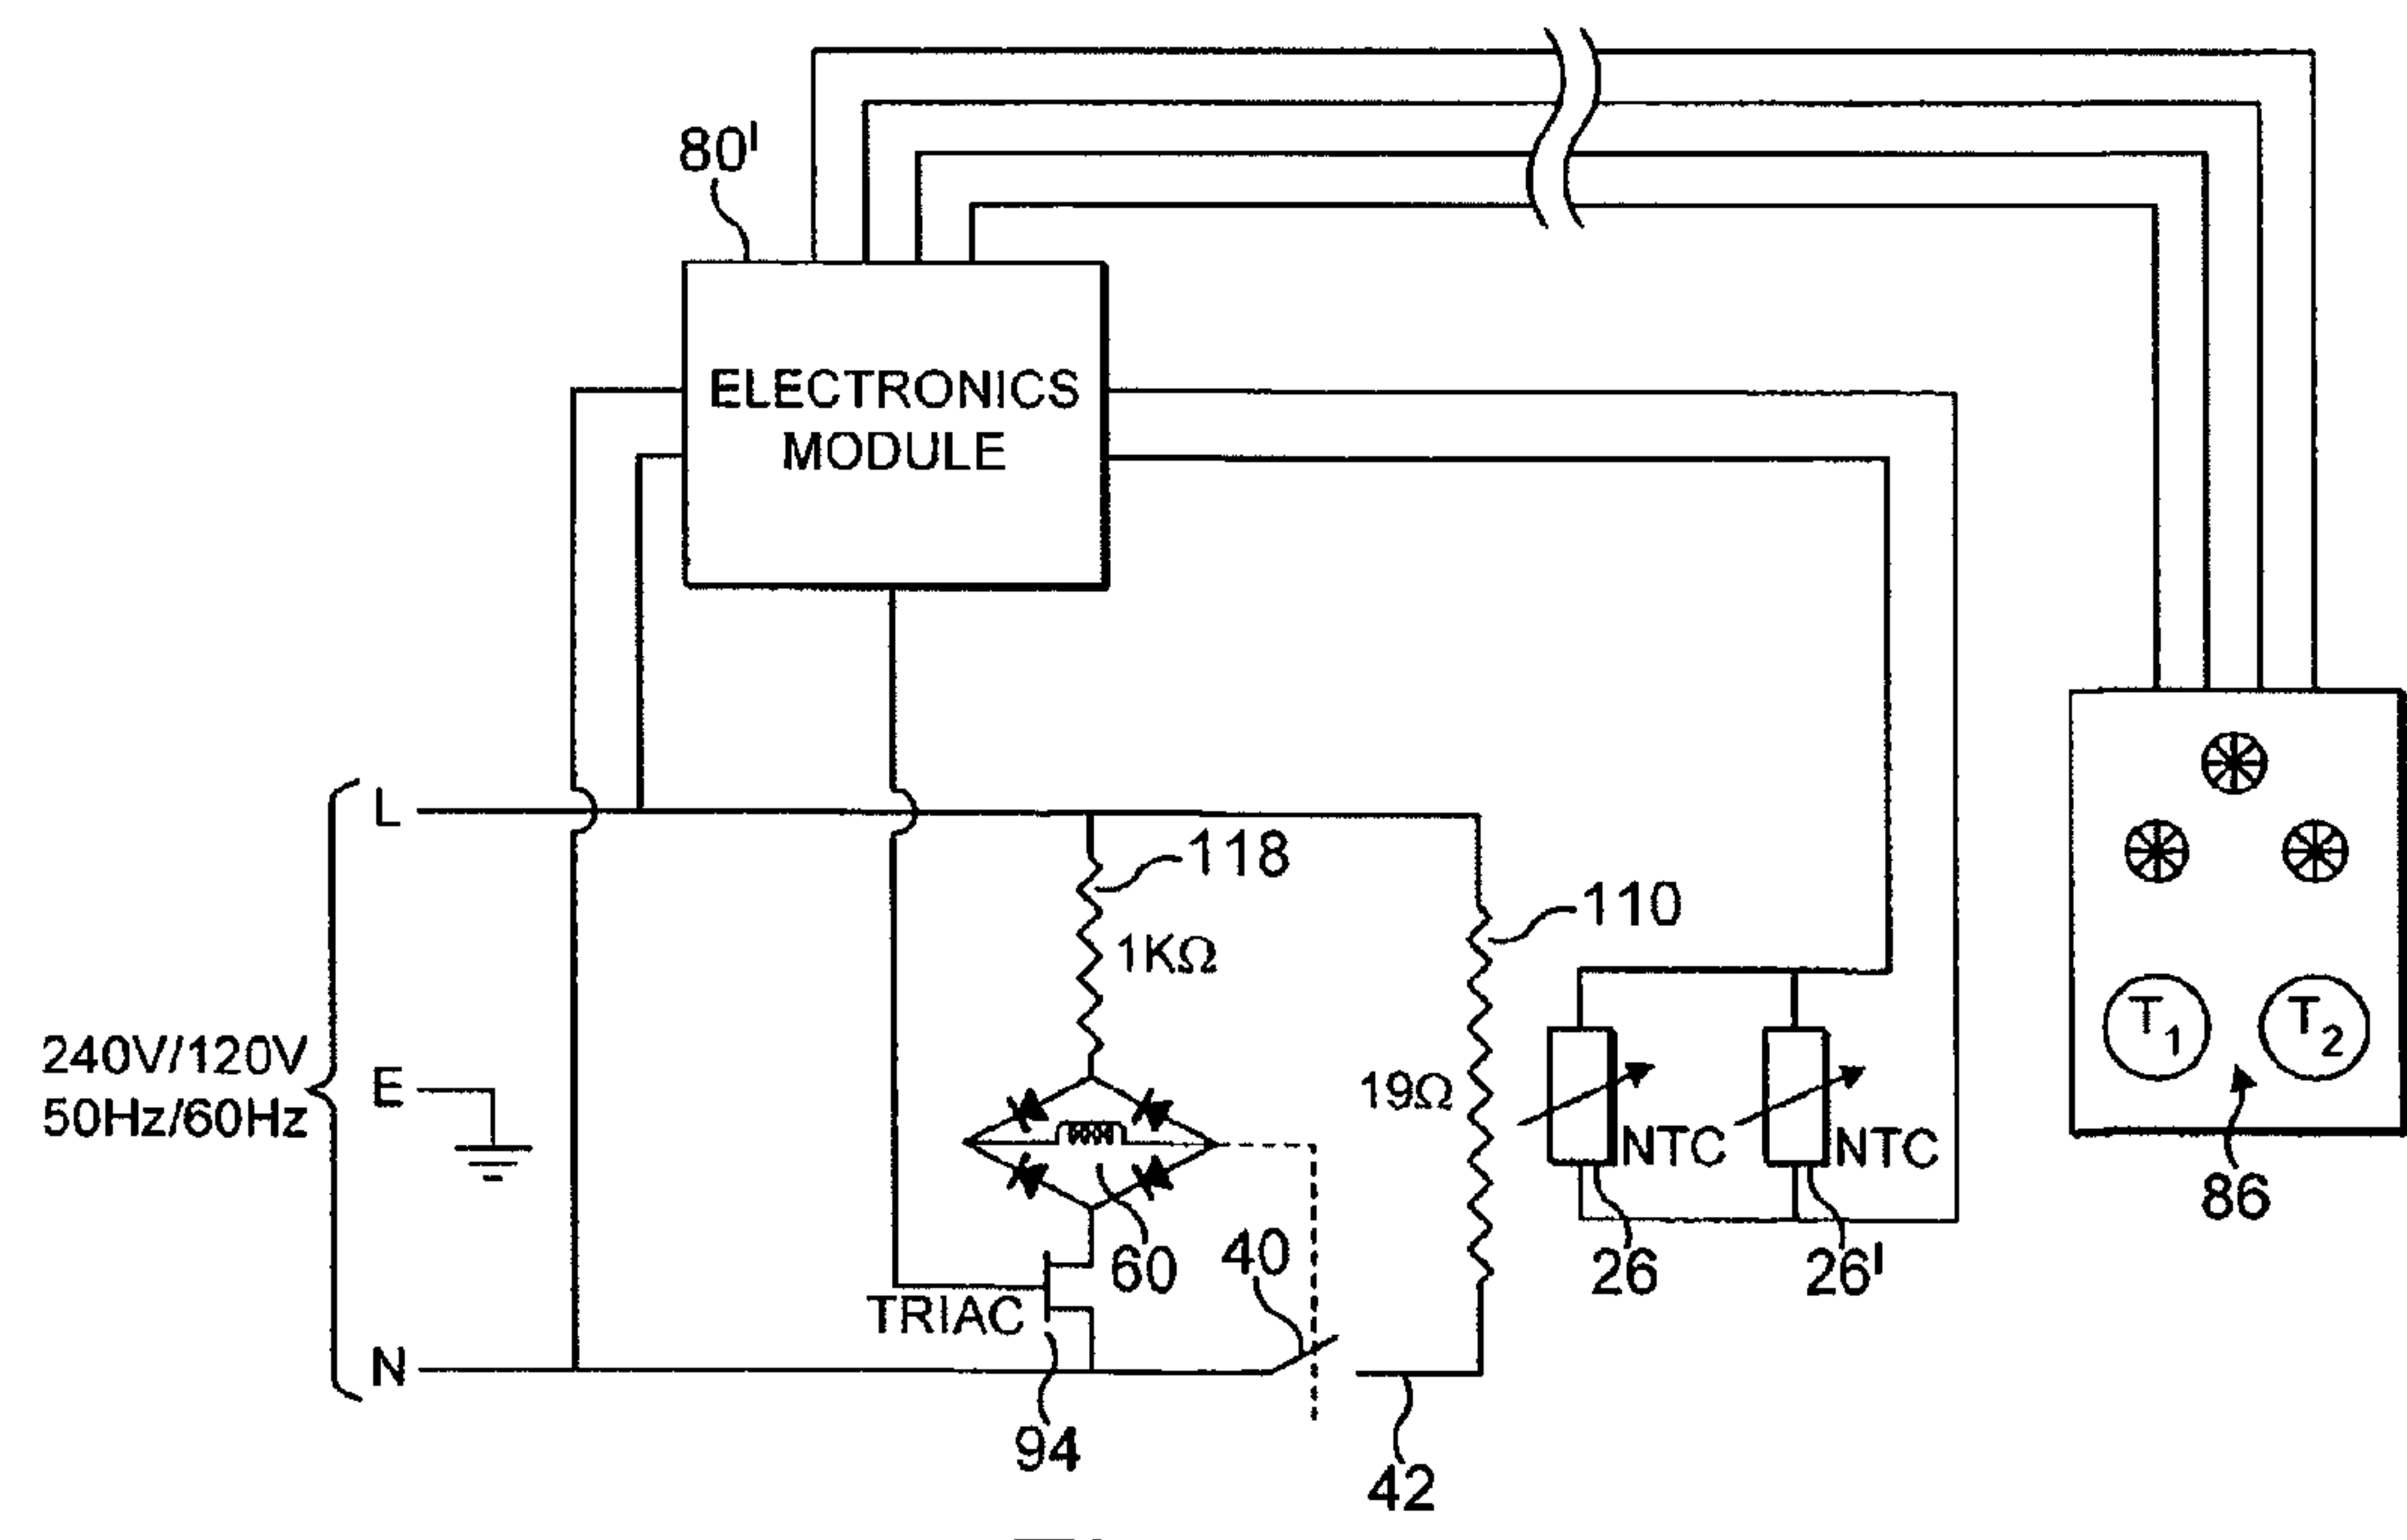 80'
ELECTRONICS
MODULE
L
118
110
1KΩ
240V/120V
50Hz/60Hz
E
19Ω
T1
T2
NTC
NTC
86
40
60
26
26'
TRIAC
N
94
42